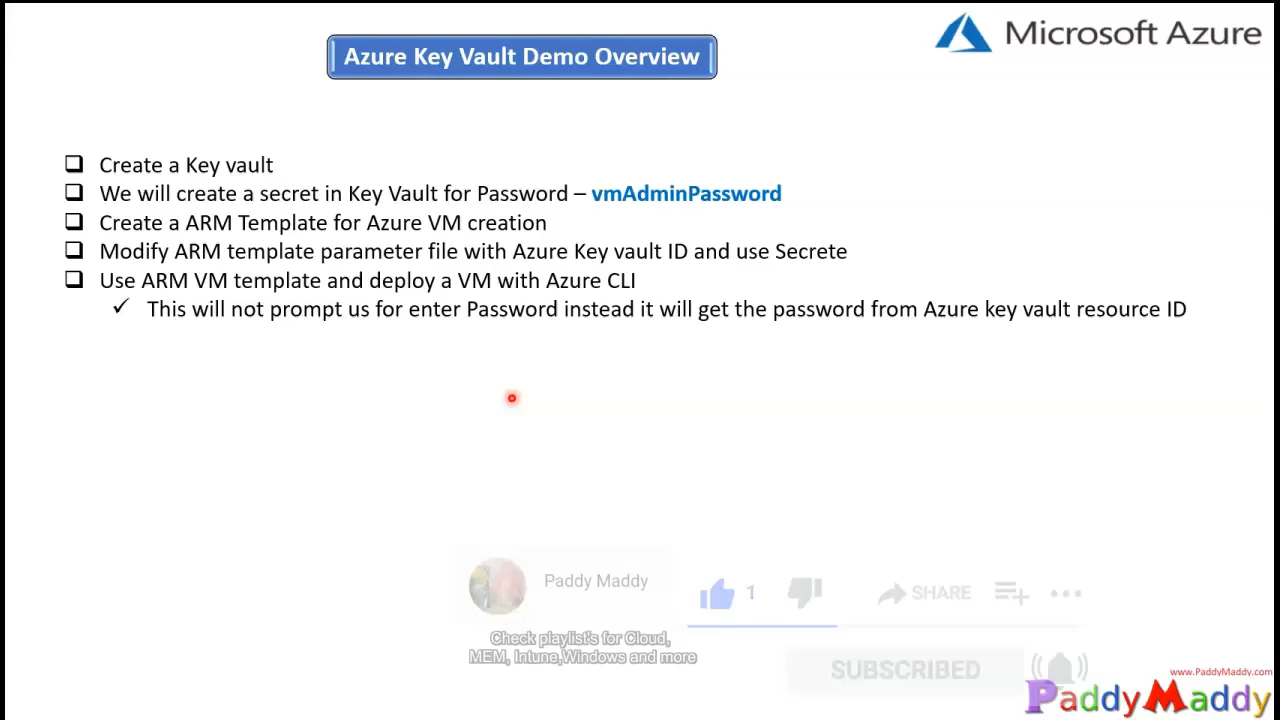 Microsoft Azure
Azure Key Vault Demo Overview
Create a Key vault
We will create a secret in Key Vault for Password – vmAdminPassword
Create a ARM Template for Azure VM creation
Modify ARM template parameter file with Azure Key vault ID and use Secrete
Use ARM VM template and deploy a VM with Azure CLI
This will not prompt us for enter Password instead it will get the password from Azure key vault resource ID
Paddy Maddy
1
SHARE
Check playlist's for Cloud,
MEM, Intune,Windows and more
SUBSCRIBED
www.PaddyMaddy.com
PaddyMaddy